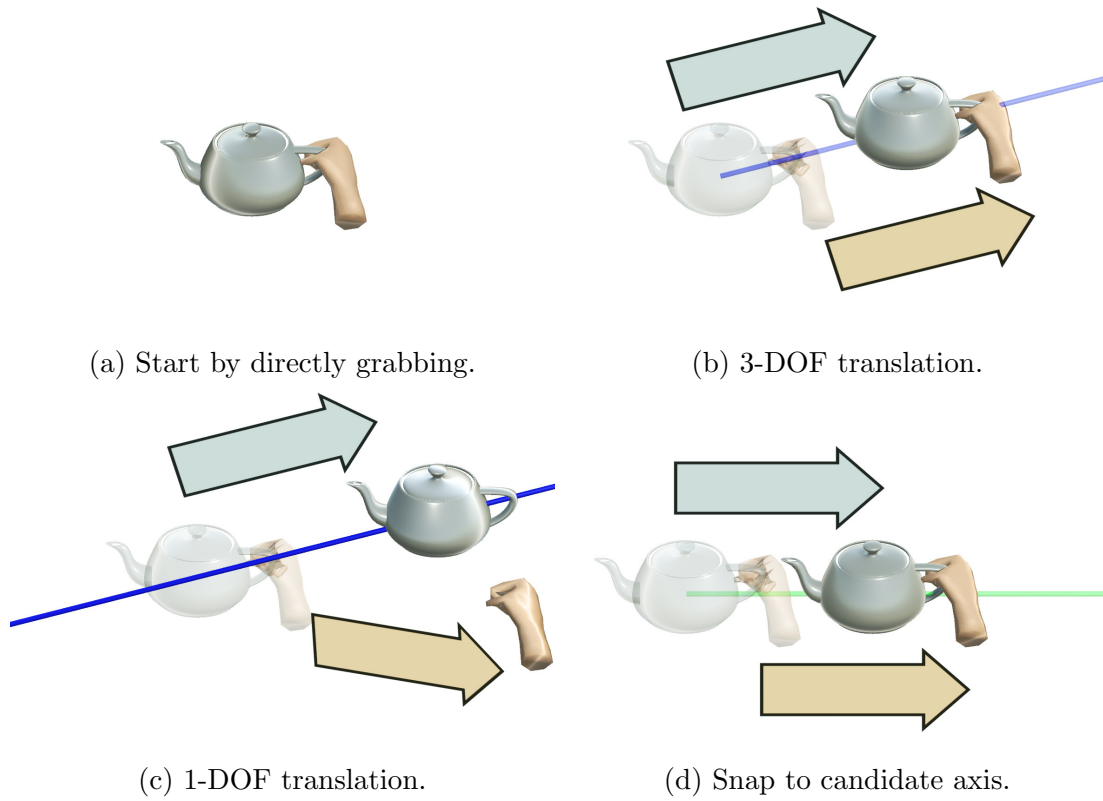 (a) Start by directly grabbing.
(b) 3-DOF translation.
(c) 1-DOF translation.
(d) Snap to candidate axis.